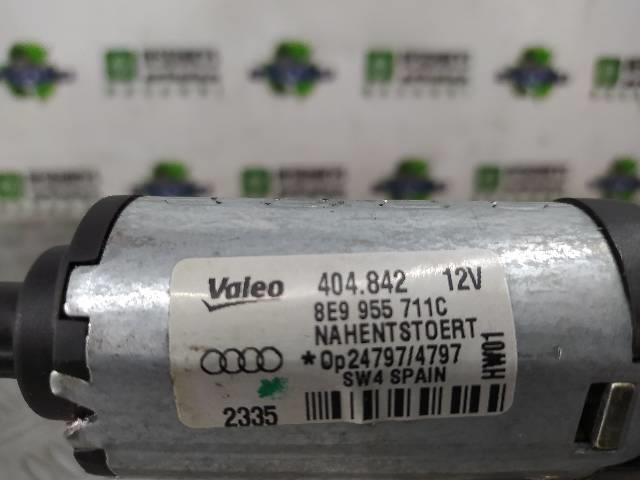 Valeo 404.842 12V
8E9 955 711C
NAHENTSTOERT
*Op24797/4797
SW4 SPAIN
HW01
2335